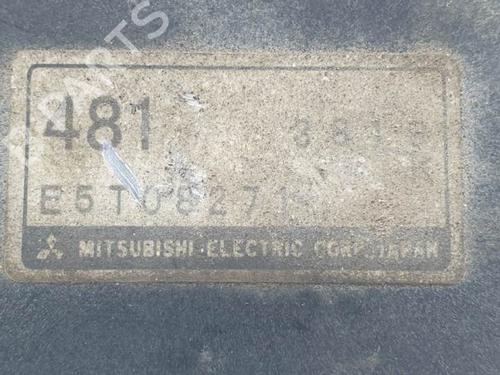 481
E5T08271
MITSUBISHI ELECTRIC CORP. JAPAN